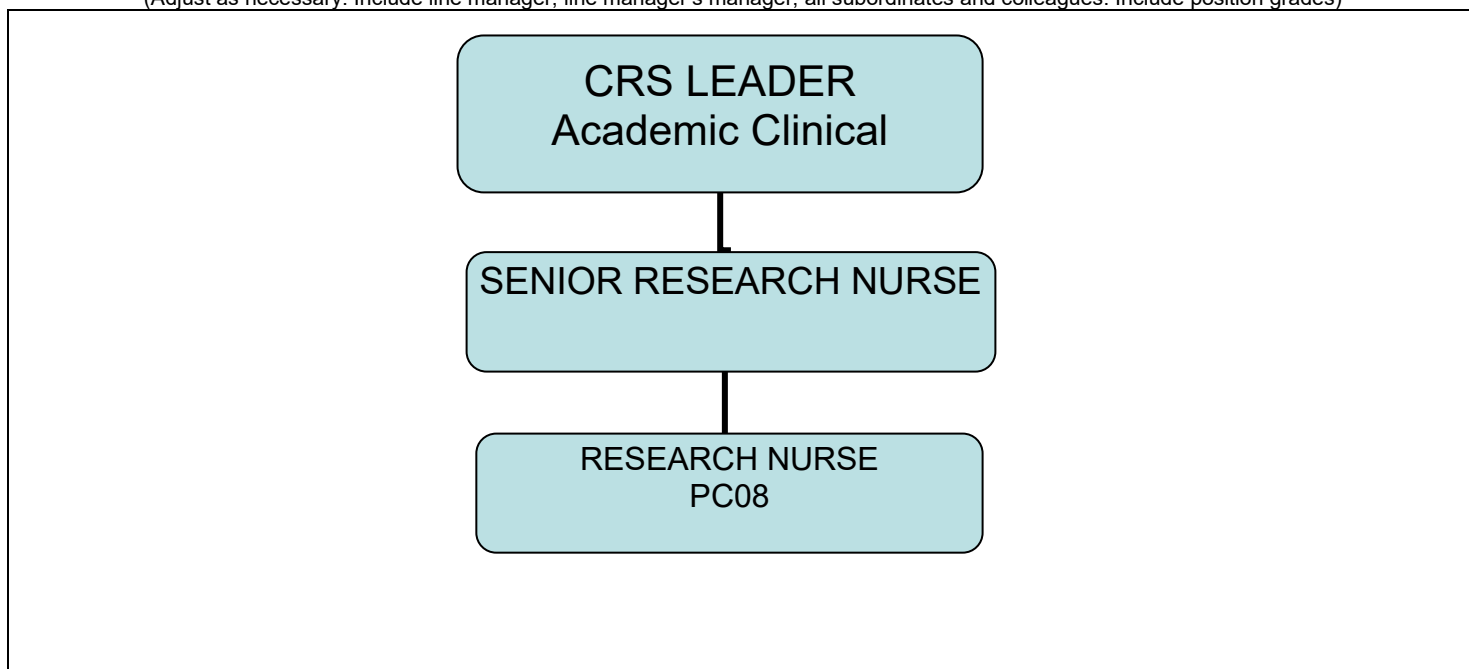 (Adjust as necessary. Include line manager, line manager's manager, all subordinates and colleagues. Include position grades)
CRS LEADER
Academic Clinical
SENIOR RESEARCH NURSE
RESEARCH NURSE
PC08